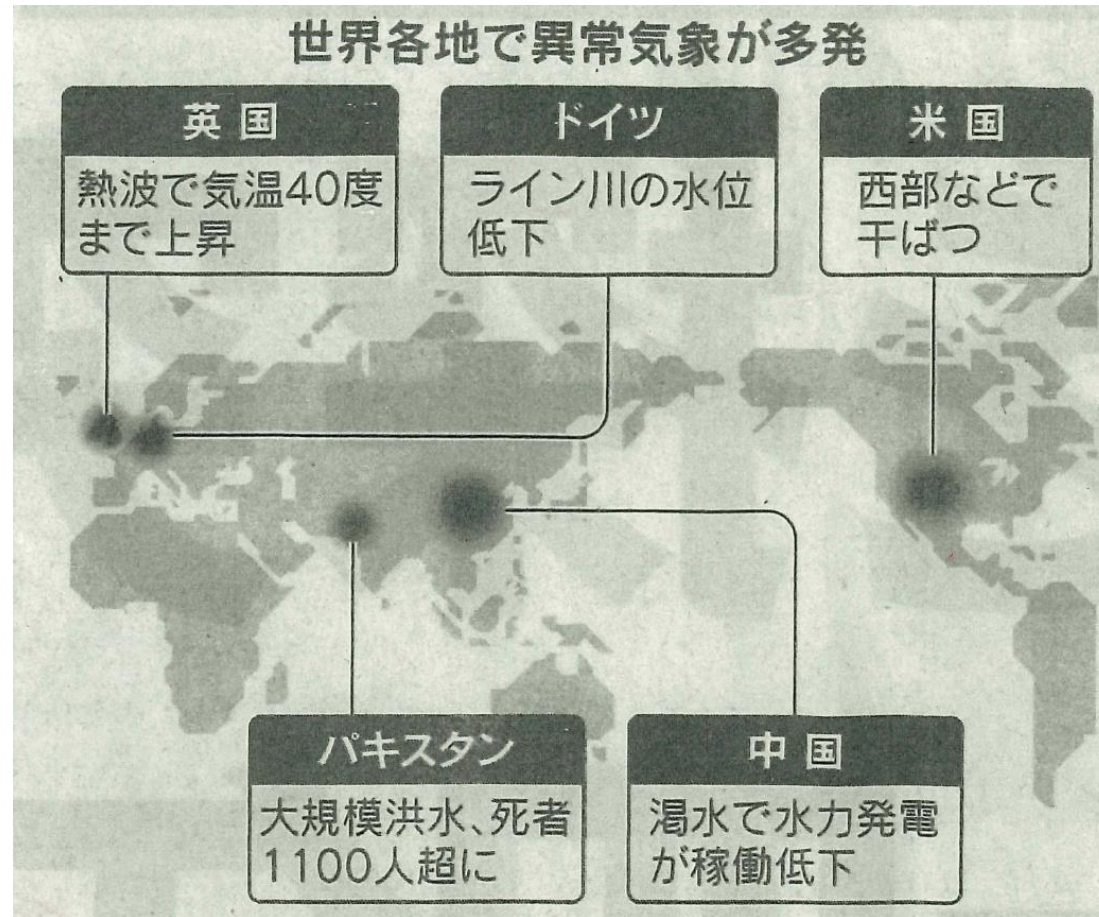 世界各地で異常気象が多発
英国
熱波で気温40度
まで上昇
ドイツ
ライン川の水位
低下
米国
西部などで
干ばつ
パキスタン
大規模洪水、死者
1100人超に
中国
渇水で水力発電
が稼働低下